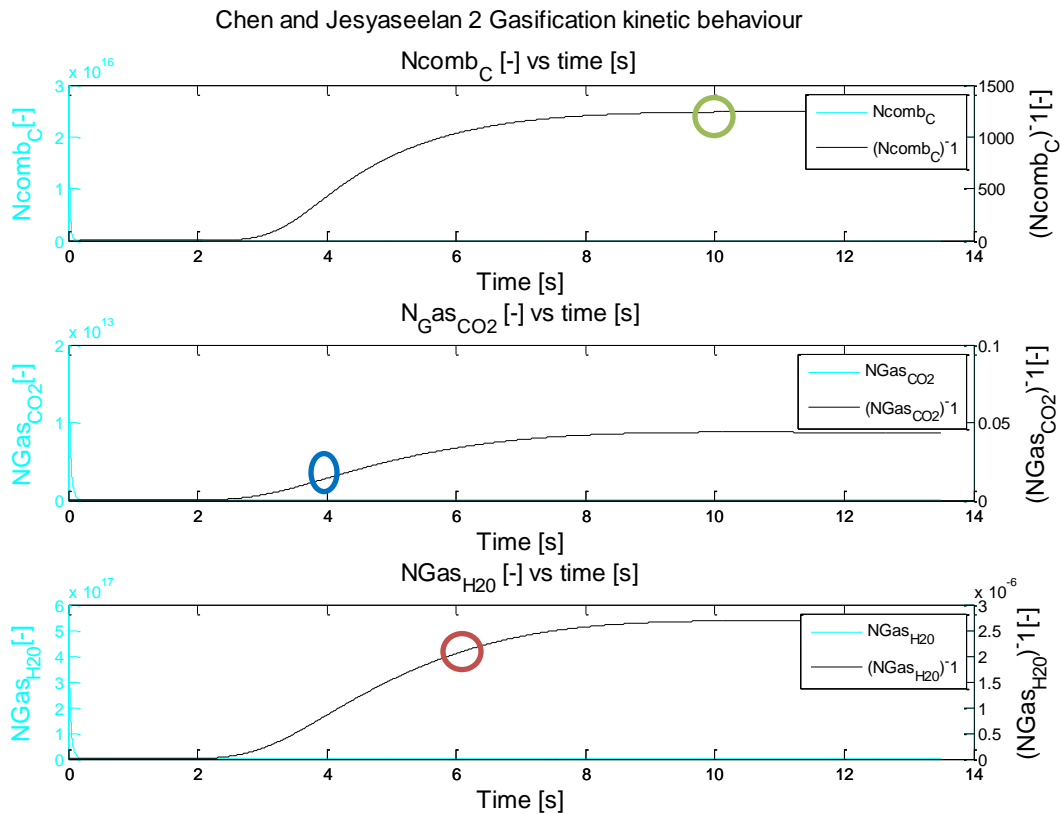 Chen and Jesyaseelan 2 Gasification kinetic behaviour
Ncomb_C [-] vs time [s]
x 10^16
3
2
1
0
Ncomb_C[-]
1500
1000
500
0
(Ncomb_C)^-1[-]
Ncomb_C
(Ncomb_C)^-1
0 2 4 6 8 10 12 14
Time [s]
N_Gas_CO2 [-] vs time [s]
x 10^13
2
1
0
NGas_CO2[-]
0.1
0.05
0
(NGas_CO2)^-1[-]
NGas_CO2
(NGas_CO2)^-1
0 2 4 6 8 10 12 14
Time [s]
NGas_H20 [-] vs time [s]
x 10^17
6
5
4
3
2
1
0
NGas_H20[-]
x 10^-6
3
2.5
2
1.5
1
0.5
0
(NGas_H20)^-1[-]
NGas_H20
(NGas_H20)^-1
0 2 4 6 8 10 12 14
Time [s]